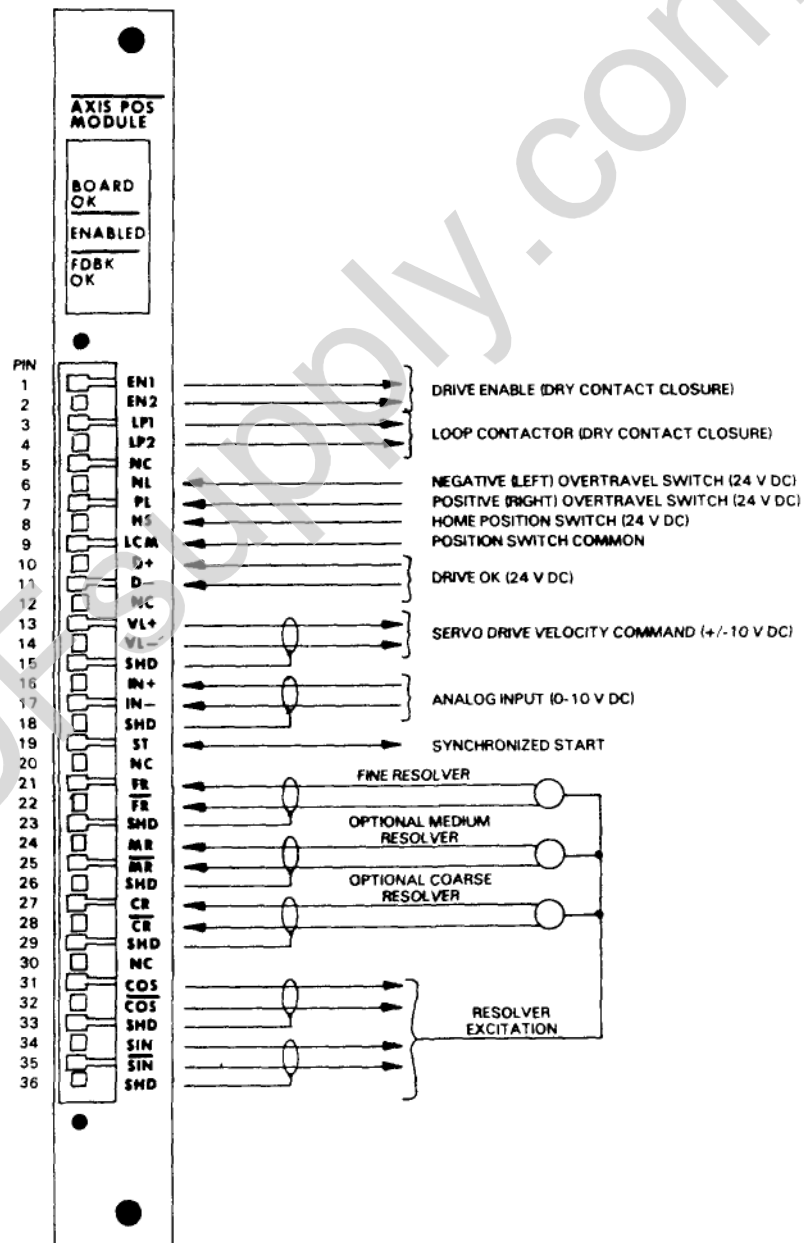 AXIS POS
MODULE
BOARD
OK
ENABLED
FDBK
OK
PIN
1 EN1
2 EN2
DRIVE ENABLE (DRY CONTACT CLOSURE)
3 LP1
4 LP2
LOOP CONTACTOR (DRY CONTACT CLOSURE)
5 NC
6 NL NEGATIVE (LEFT) OVERTRAVEL SWITCH (24 V DC)
7 PL POSITIVE (RIGHT) OVERTRAVEL SWITCH (24 V DC)
8 HS HOME POSITION SWITCH (24 V DC)
9 LCM POSITION SWITCH COMMON
10 D+
11 D−
DRIVE OK (24 V DC)
12 NC
13 VL+
14 VL−
SERVO DRIVE VELOCITY COMMAND (+/-10 V DC)
15 SHD
16 IN+
17 IN−
ANALOG INPUT (0-10 V DC)
18 SHD
19 ST SYNCHRONIZED START
20 NC
FINE RESOLVER
21 FR
22 F̅R̅
23 SHD
OPTIONAL MEDIUM
RESOLVER
24 MR
25 M̅R̅
26 SHD
OPTIONAL COARSE
RESOLVER
27 CR
28 C̅R̅
29 SHD
30 NC
31 COS
32 C̅O̅S̅
33 SHD
RESOLVER
EXCITATION
34 SIN
35 S̅I̅N̅
36 SHD
Fsupply.com